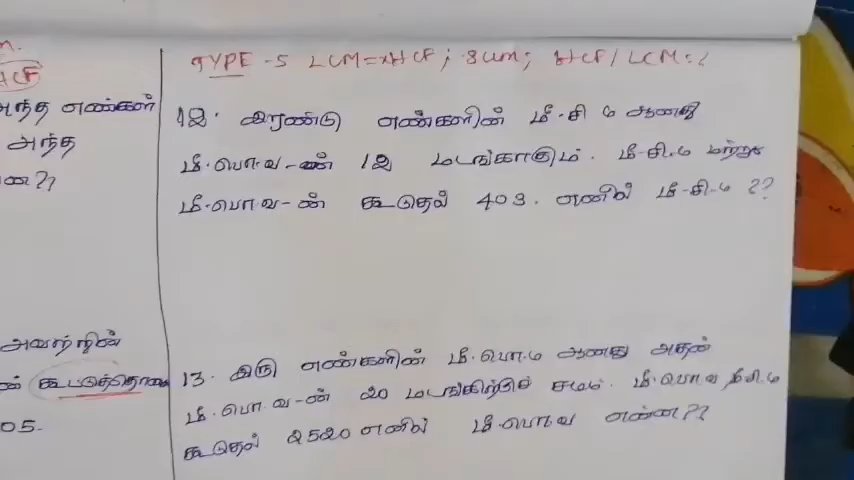 m.
HCF
அந்த எண்கள்
அந்த
ன??
அவற்றின்
ன் கூட்டுத்தொகை
05.
TYPE -5 LCM=xHCF; sum; HCF/LCM=?
12. இரண்டு எண்களின் மீ.சி.ம ஆனது
மீ.பொ.வ-ன் 12 மடங்காகும். மீ.சி.ம மற்றும்
மீ.பொ.வ-ன் கூடுதல் 403. எனில் மீ-சி-ம ??
13. இரு எண்களின் மீ.பொ.ம ஆனது அதன்
மீ.பொ.வ-ன் 20 மடங்கிற்குச் சமம். மீ.பொ.வ மீ.சி.ம
கூடுதல் 2520 எனில் மீ.பொ.வ என்ன??